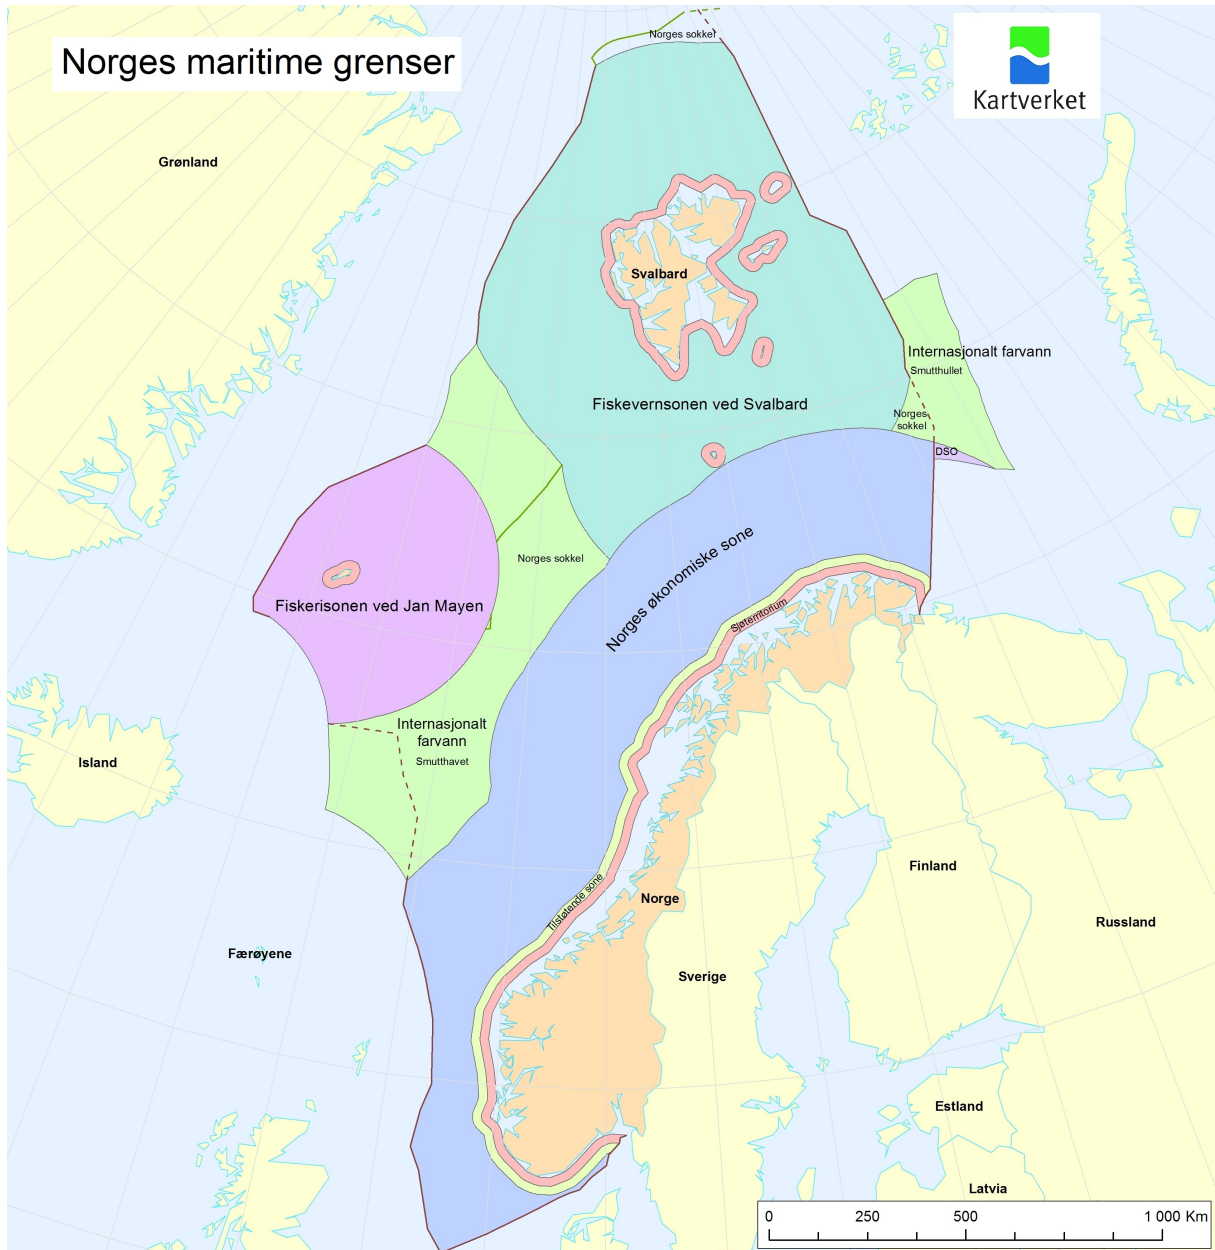 Norges sokkel
Norges maritime grenser
Kartverket
Grønland
Svalbard
Internasjonalt farvann
Smutthullet
Fiskevernsonen ved Svalbard
Norges
sokkel
DSO
Norges sokkel
Norges økonomiske sone
Fiskerisonen ved Jan Mayen
Sjøterritorium
Internasjonalt
farvann
Smutthavet
Island
Finland
Tilstøtende sone
Norge
Russland
Færøyene
Sverige
Estland
Latvia
0 250 500 1 000 Km